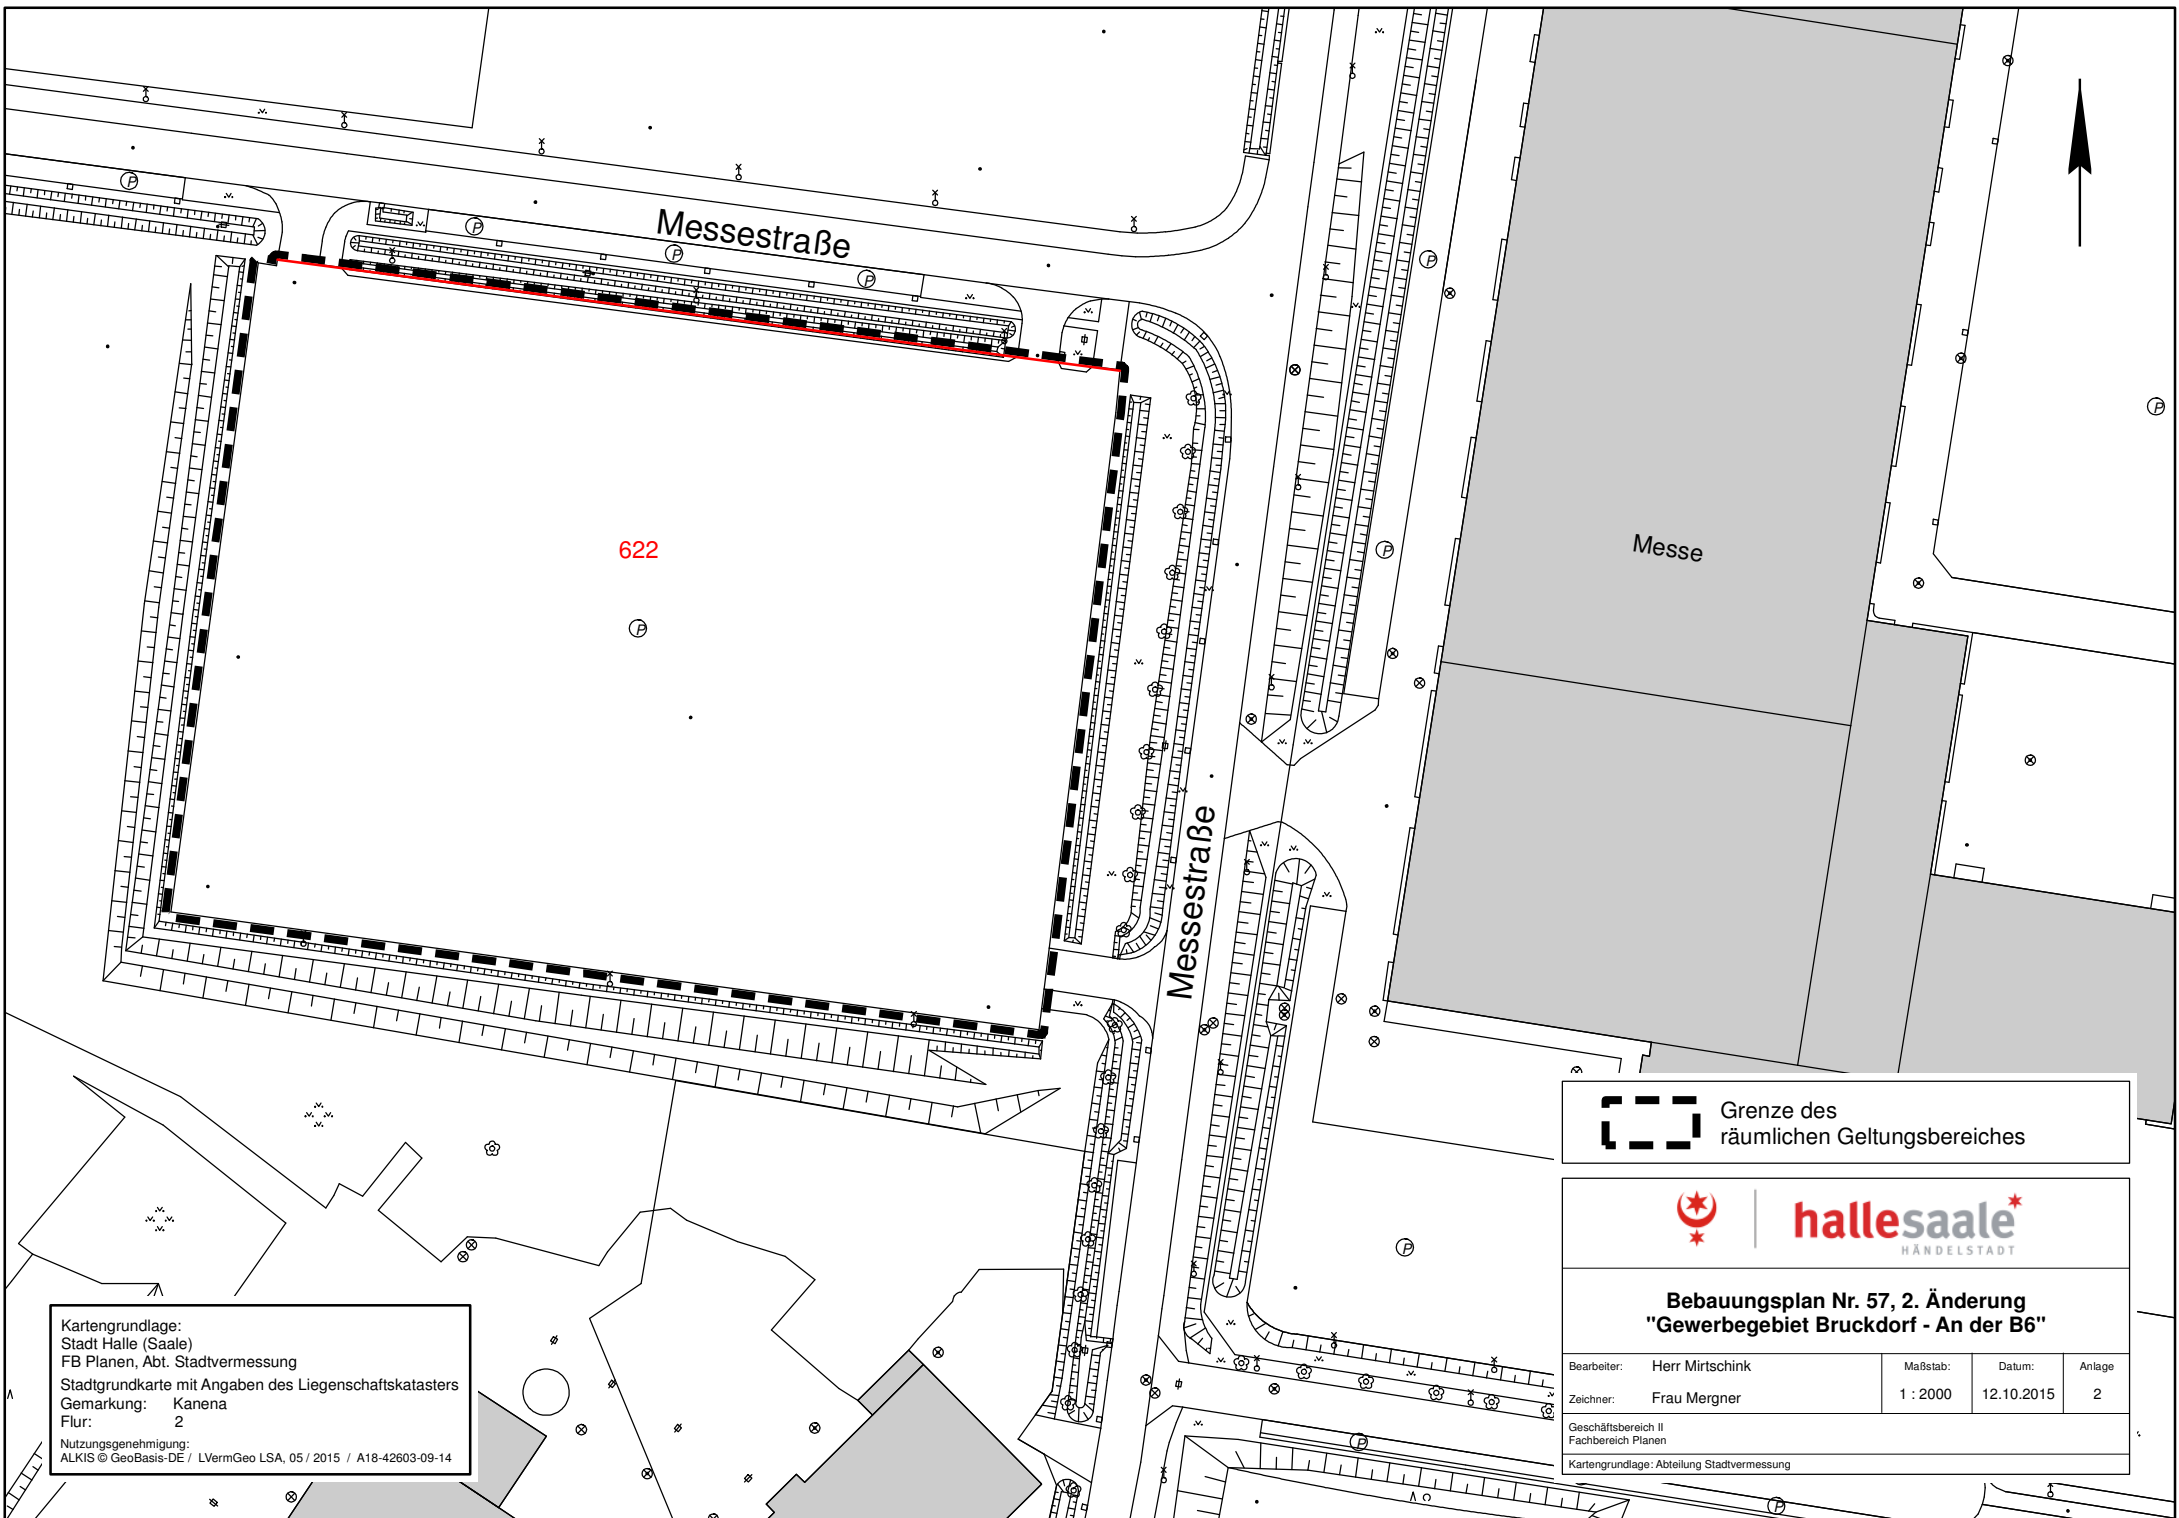 Messestraße
P
P
P
P
P
P
622
P
P
Messe
Messestraße
Grenze des
räumlichen Geltungsbereiches
hallesaale*
HÄNDELSTADT
P
Bebauungsplan Nr. 57, 2. Änderung
"Gewerbegebiet Bruckdorf - An der B6"
Bearbeiter: Herr Mirtschink
Zeichner: Frau Mergner
Maßstab:
1 : 2000
Datum:
12.10.2015
Anlage
2
Geschäftsbereich II
Fachbereich Planen
Kartengrundlage: Abteilung Stadtvermessung
Kartengrundlage:
Stadt Halle (Saale)
FB Planen, Abt. Stadtvermessung
Stadtgrundkarte mit Angaben des Liegenschaftskatasters
Gemarkung: Kanena
Flur: 2
Nutzungsgenehmigung:
ALKIS © GeoBasis-DE / LVermGeo LSA, 05 / 2015 / A18-42603-09-14
P
P